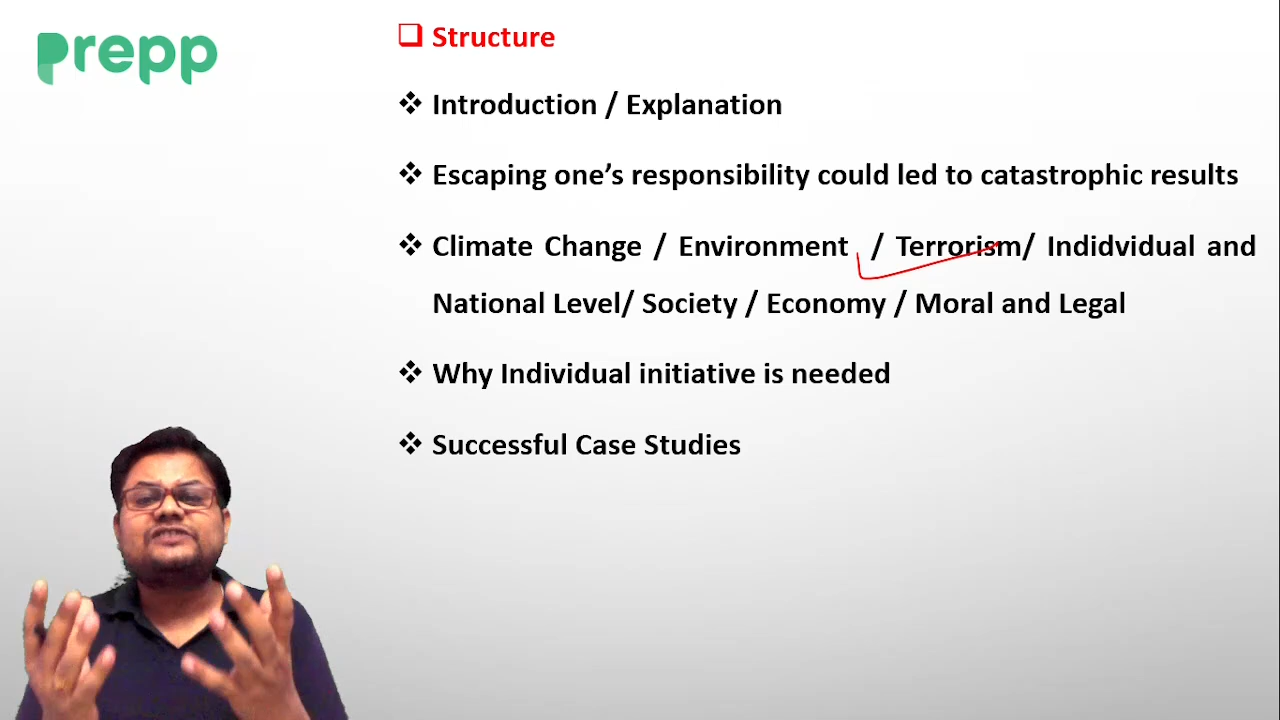 prepp
Structure
Introduction / Explanation
Escaping one's responsibility could led to catastrophic results
Climate Change / Environment / Terrorism/ Indidvidual and
National Level/ Society / Economy / Moral and Legal
Why Individual initiative is needed
Successful Case Studies